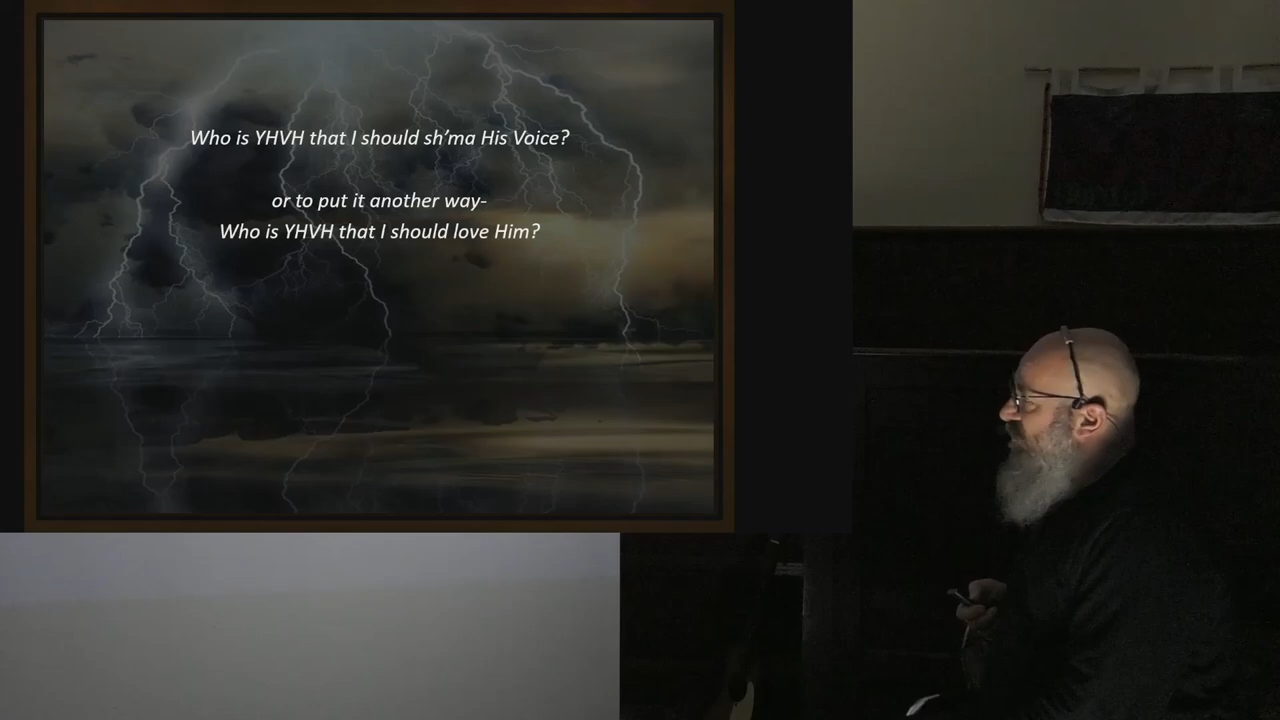 Who is YHVH that I should sh’ma His Voice?
or to put it another way-
Who is YHVH that I should love Him?